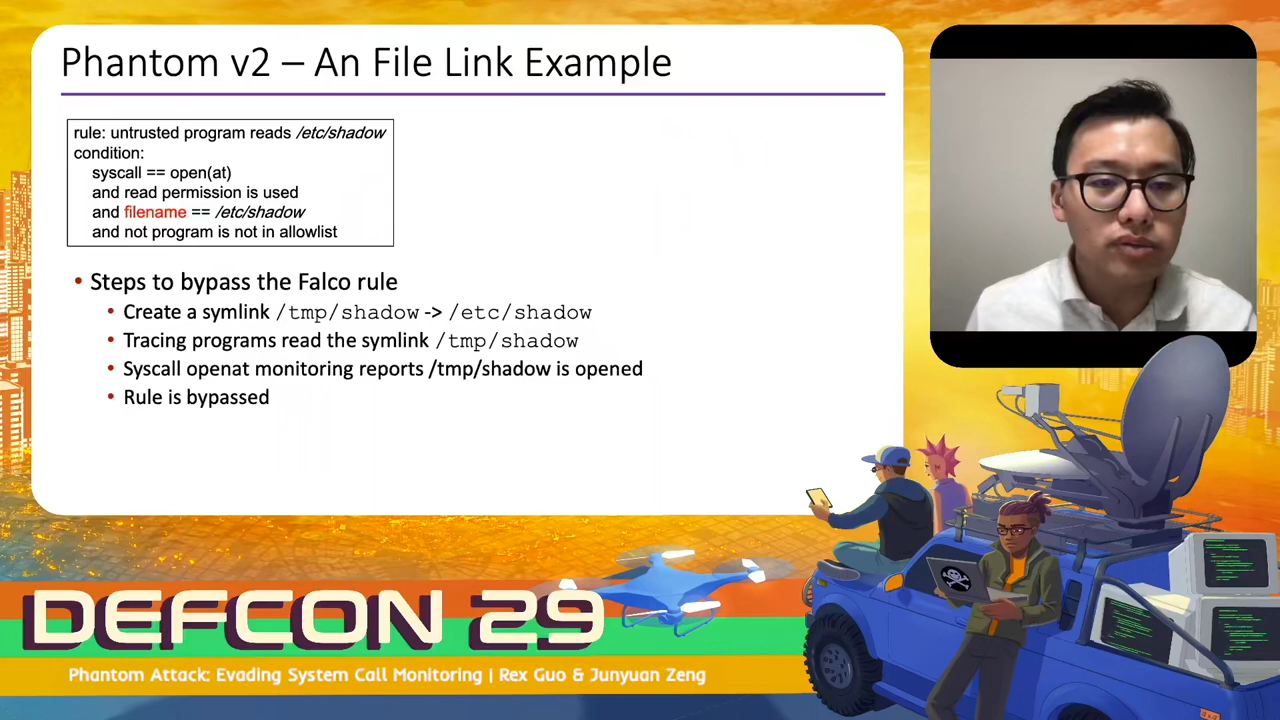 Phantom v2 – An File Link Example
rule: untrusted program reads /etc/shadow
condition:
syscall == open(at)
and read permission is used
and filename == /etc/shadow
and not program is not in allowlist
• Steps to bypass the Falco rule
• Create a symlink /tmp/shadow -> /etc/shadow
• Tracing programs read the symlink /tmp/shadow
• Syscall openat monitoring reports /tmp/shadow is opened
• Rule is bypassed
DEFCON 29
Phantom Attack: Evading System Call Monitoring | Rex Guo & Junyuan Zeng